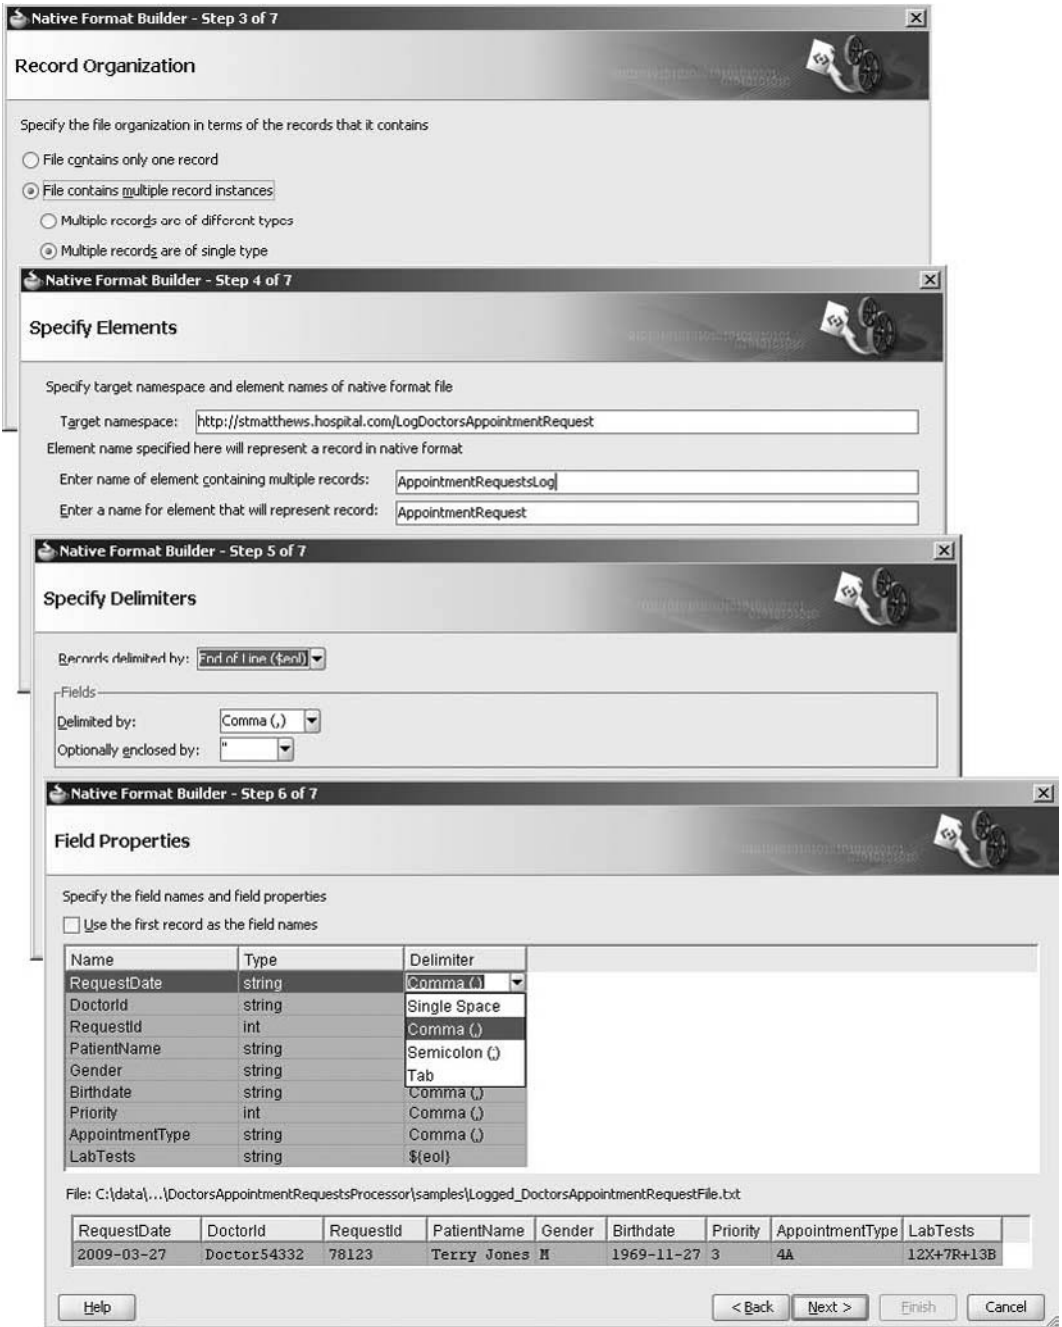 Native Format Builder - Step 3 of 7
Record Organization
Specify the file organization in terms of the records that it contains
File contains only one record
File contains multiple record instances
Multiple records are of different types
Multiple records are of single type
Native Format Builder - Step 4 of 7
Specify Elements
Specify target namespace and element names of native format file
Target namespace: http://stmatthews.hospital.com/LogDoctorsAppointmentRequest
Element name specified here will represent a record in native format
Enter name of element containing multiple records: AppointmentRequestsLog
Enter a name for element that will represent record: AppointmentRequest
Native Format Builder - Step 5 of 7
Specify Delimiters
Records delimited by: End of Line ($eol)
Fields
Delimited by: Comma (,)
Optionally enclosed by: "
Native Format Builder - Step 6 of 7
Field Properties
Specify the field names and field properties
Use the first record as the field names
Name Type Delimiter
RequestDate string Comma (,)
DoctorId string Single Space
RequestId int Comma (,)
PatientName string Semicolon (;)
Gender string Tab
Birthdate string Comma (,)
Priority int Comma (,)
AppointmentType string Comma (,)
LabTests string ${eol}
File: C:\data\...\DoctorsAppointmentRequestsProcessor\samples\Logged_DoctorsAppointmentRequestFile.txt
RequestDate DoctorId RequestId PatientName Gender Birthdate Priority AppointmentType LabTests
2009-03-27 Doctor54332 78123 Terry Jones M 1969-11-27 3 4A 12X+7R+13B
Help < Back Next > Finish Cancel